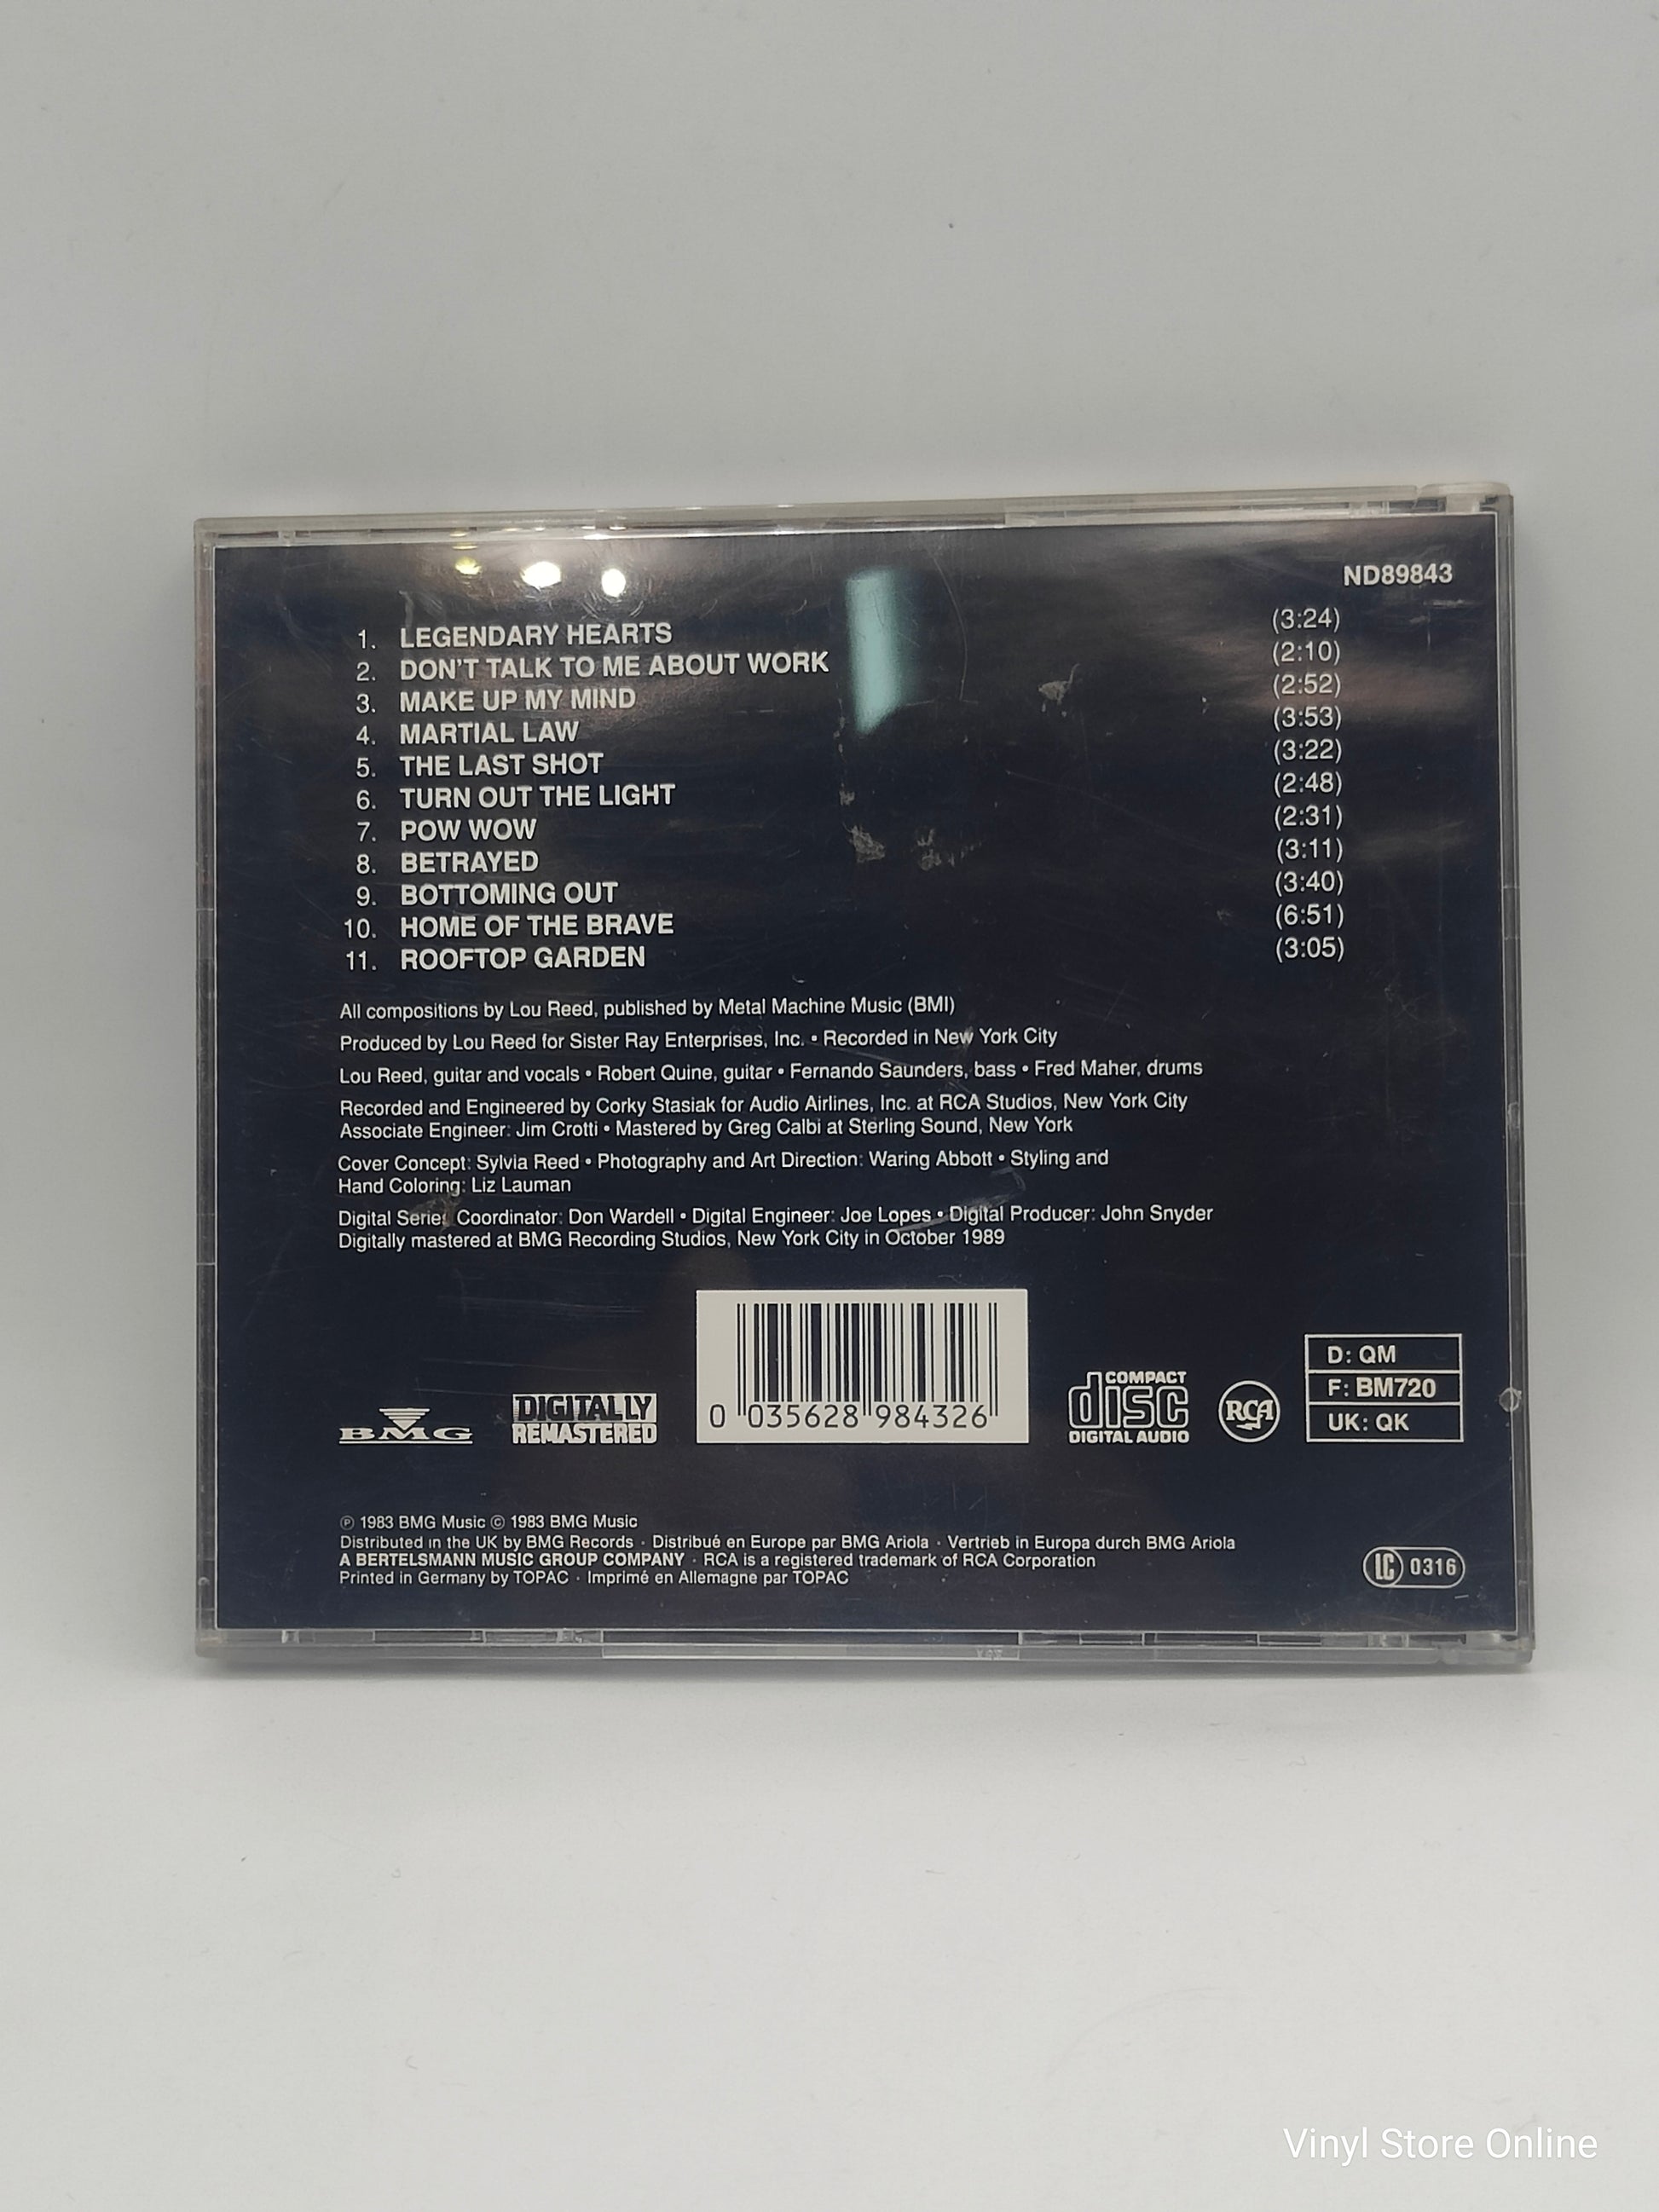 ND89843
1. LEGENDARY HEARTS (3:24)
2. DON'T TALK TO ME ABOUT WORK (2:10)
3. MAKE UP MY MIND (2:52)
4. MARTIAL LAW (3:53)
5. THE LAST SHOT (3:22)
6. TURN OUT THE LIGHT (2:48)
7. POW WOW (2:31)
8. BETRAYED (3:11)
9. BOTTOMING OUT (3:40)
10. HOME OF THE BRAVE (6:51)
11. ROOFTOP GARDEN (3:05)
All compositions by Lou Reed, published by Metal Machine Music (BMI)
Produced by Lou Reed for Sister Ray Enterprises, Inc. • Recorded in New York City
Lou Reed, guitar and vocals • Robert Quine, guitar • Fernando Saunders, bass • Fred Maher, drums
Recorded and Engineered by Corky Stasiak for Audio Airlines, Inc. at RCA Studios, New York City
Associate Engineer: Jim Crotti • Mastered by Greg Calbi at Sterling Sound, New York
Cover Concept: Sylvia Reed • Photography and Art Direction: Waring Abbott • Styling and
Hand Coloring: Liz Lauman
Digital Series Coordinator: Don Wardell • Digital Engineer: Joe Lopes • Digital Producer: John Snyder
Digitally mastered at BMG Recording Studios, New York City in October 1989
BMG
DIGITALLY
REMASTERED
0 035628 984326
COMPACT
disc
DIGITAL AUDIO
RCA
D: QM
F: BM720
UK: QK
℗ 1983 BMG Music © 1983 BMG Music
Distributed in the UK by BMG Records · Distribué en Europe par BMG Ariola · Vertrieb in Europa durch BMG Ariola
A BERTELSMANN MUSIC GROUP COMPANY · RCA is a registered trademark of RCA Corporation
Printed in Germany by TOPAC · Imprimé en Allemagne par TOPAC
LC 0316
Vinyl Store Online